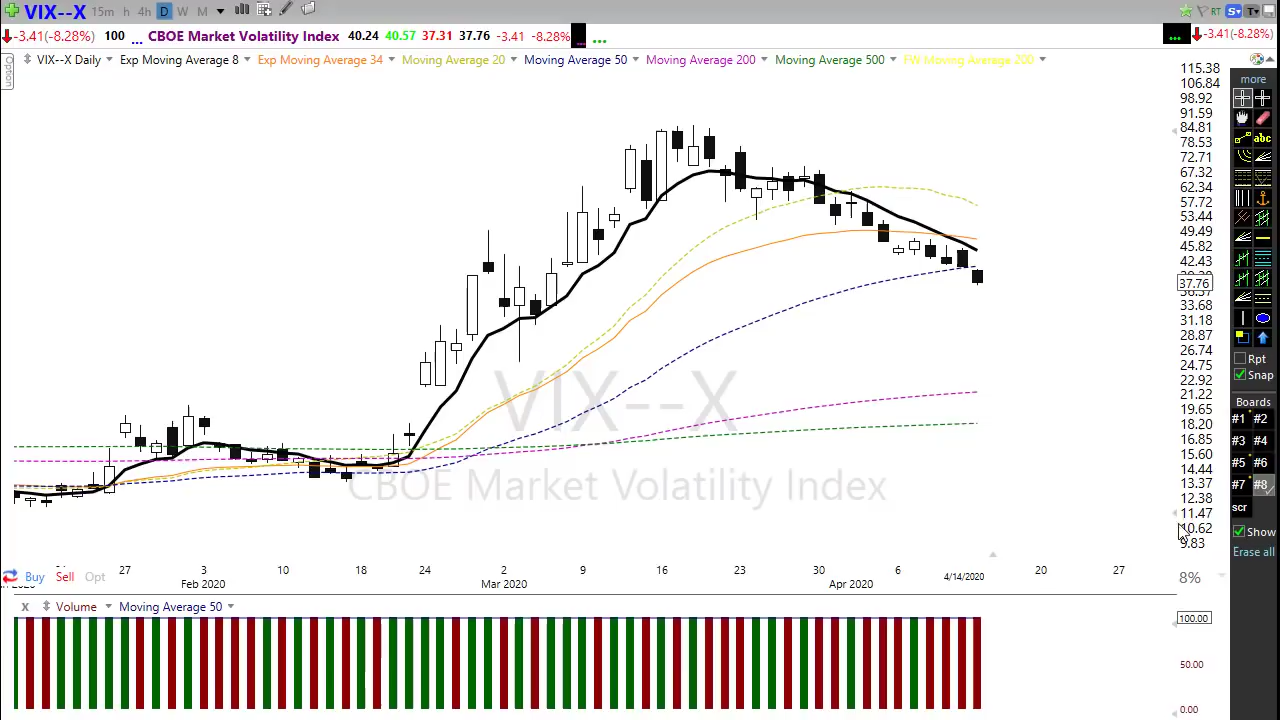 VIX--X 15m h 4h D W M RT S T
-3.41(-8.28%) 100 ... CBOE Market Volatility Index 40.24 40.57 37.31 37.76 -3.41 -8.28% ... ... -3.41(-8.28%)
Option
VIX--X Daily Exp Moving Average 8 Exp Moving Average 34 Moving Average 20 Moving Average 50 Moving Average 200 Moving Average 500 FW Moving Average 200
115.38
106.84
98.92
91.59
84.81
78.53
72.71
67.32
62.34
57.72
53.44
49.49
45.82
42.43
37.76
33.68
31.18
28.87
26.74
24.75
22.92
21.22
19.65
18.20
16.85
15.60
14.44
13.37
12.38
11.47
10.62
9.83
more
abc
Rpt
Snap
Boards
#1 #2
#3 #4
#5 #6
#7 #8
scr
Show
Erase all
VIX--X
CBOE Market Volatility Index
27 3 10 18 24 2 9 16 23 30 6 4/14/2020 20 27
Feb 2020 Mar 2020 Apr 2020
Buy Sell Opt
8%
x Volume Moving Average 50
100.00
50.00
0.00